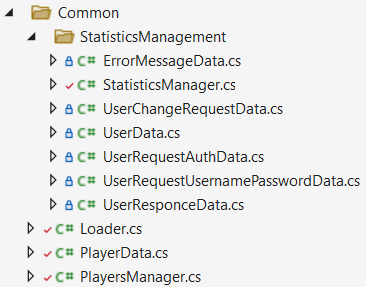 Common
StatisticsManagement
C# ErrorMessageData.cs
C# StatisticsManager.cs
C# UserChangeRequestData.cs
C# UserData.cs
C# UserRequestAuthData.cs
C# UserRequestUsernamePasswordData.cs
C# UserResponceData.cs
C# Loader.cs
C# PlayerData.cs
C# PlayersManager.cs